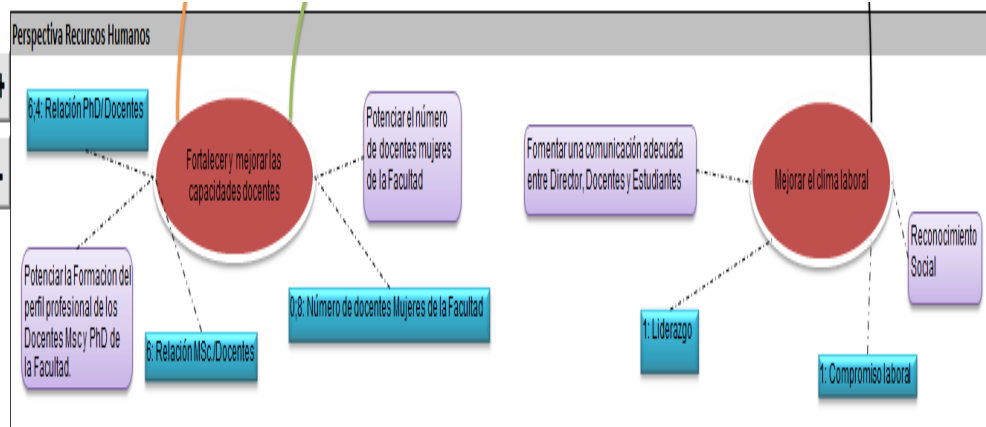 Perspectiva Recursos Humanos
6;4: Relación PhD/Docentes
Fortalecer y mejorar las
capacidades docentes
Potenciar el número
de docentes mujeres
de la Facultad
Potenciar la Formacion del
perfil profesional de los
Docentes Msc y PhD de
la Facultad.
6: Relación MSc./Docentes
0;8: Número de docentes Mujeres de la Facultad
Fomentar una comunicación adecuada
entre Director, Docentes y Estudiantes
Mejorar el clima laboral
Reconocimiento
Social
1: Liderazgo
1: Compromiso laboral